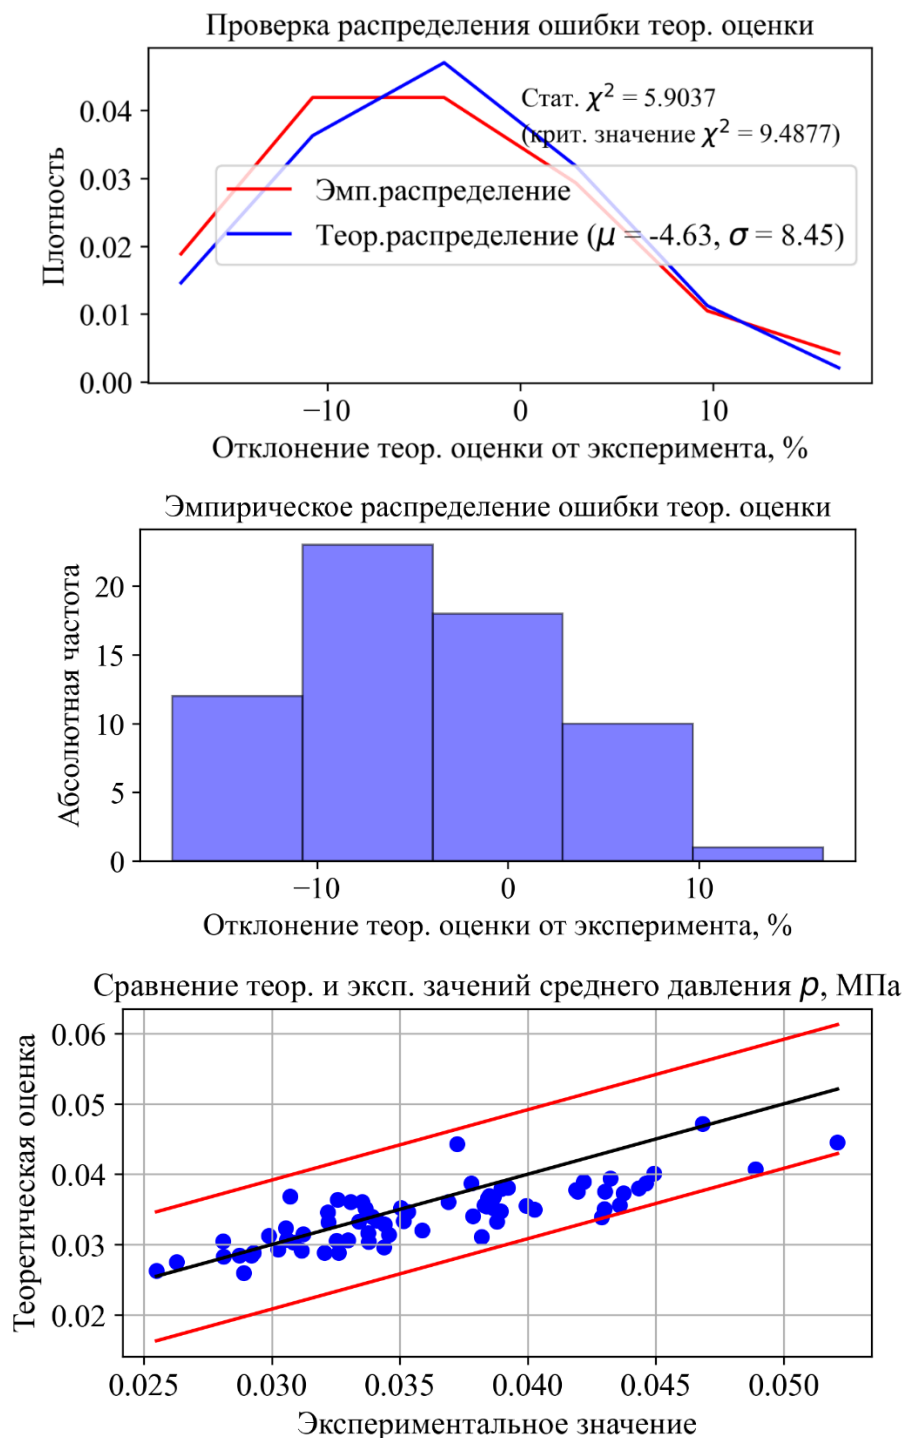 Проверка распределения ошибки теор. оценки
Стат. χ² = 5.9037
(крит. значение χ² = 9.4877)
Эмп.распределение
Теор.распределение (μ = -4.63, σ = 8.45)
Плотность
0.04
0.03
0.02
0.01
0.00
−10
0
10
Отклонение теор. оценки от эксперимента, %
Эмпирическое распределение ошибки теор. оценки
Абсолютная частота
20
15
10
5
0
−10
0
10
Отклонение теор. оценки от эксперимента, %
Сравнение теор. и эксп. зачений среднего давления p, МПа
Теоретическая оценка
0.06
0.05
0.04
0.03
0.02
0.025
0.030
0.035
0.040
0.045
0.050
Экспериментальное значение